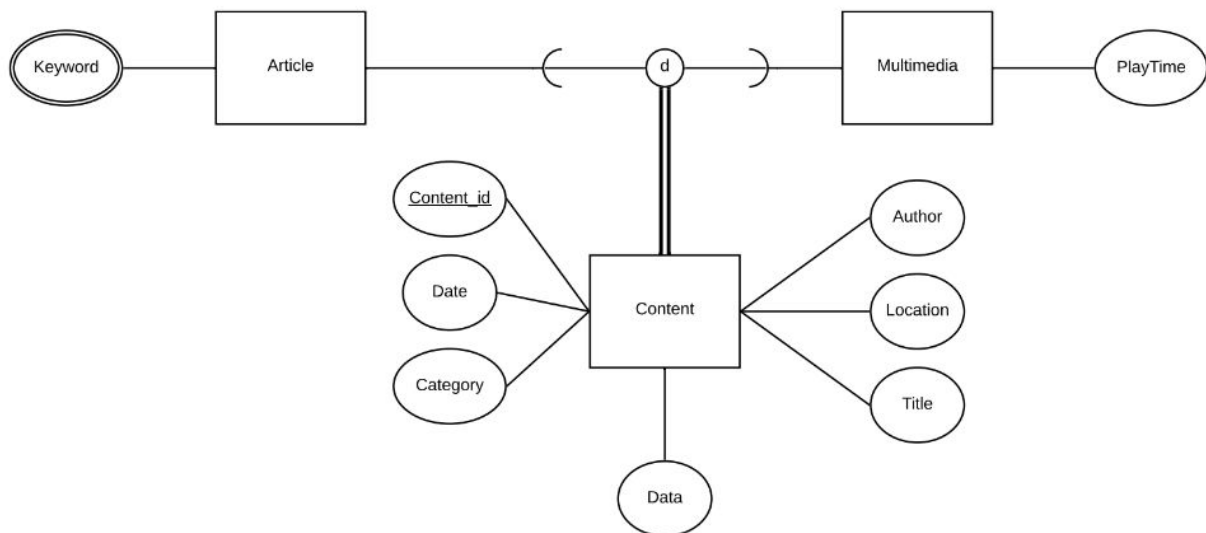 Keyword
Article
d
Multimedia
PlayTime
Content_id
Author
Date
Content
Location
Category
Title
Data